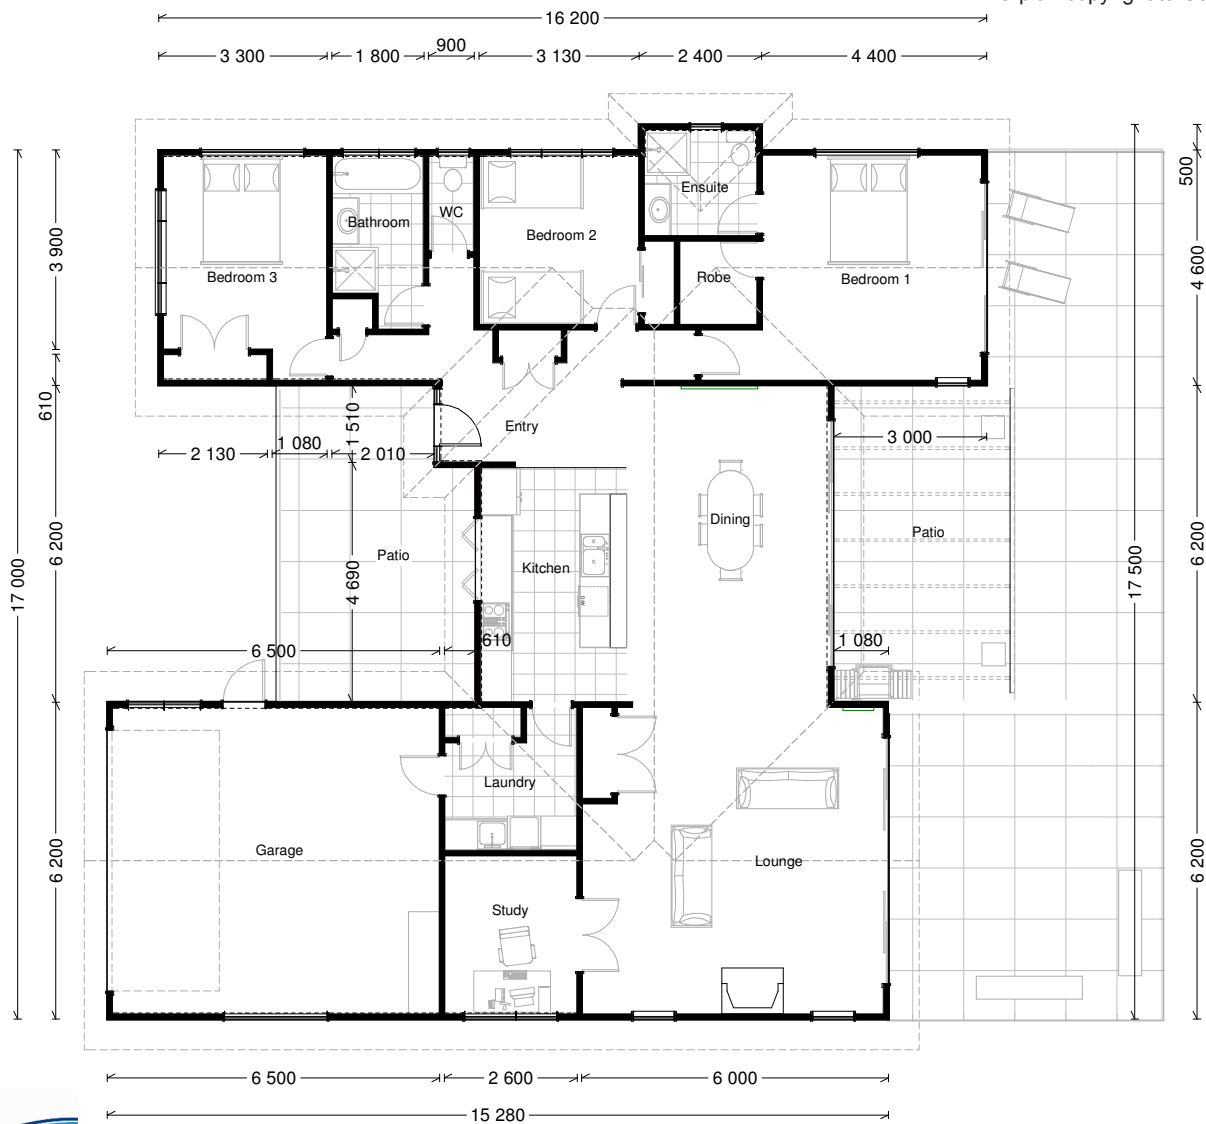 16 200
3 300
1 800
900
3 130
2 400
4 400
500
Ensuite
WC
Bathroom
Bedroom 2
3 900
4 600
Bedroom 3
Robe
Bedroom 1
610
1 510
Entry
1 080
3 000
2 130
2 010
Dining
Patio
6 200
Patio
6 200
17 500
Kitchen
4 690
17 000
DW
610
1 080
6 500
Laundry
Garage
Lounge
6 200
6 200
Study
6 500
2 600
6 000
15 280